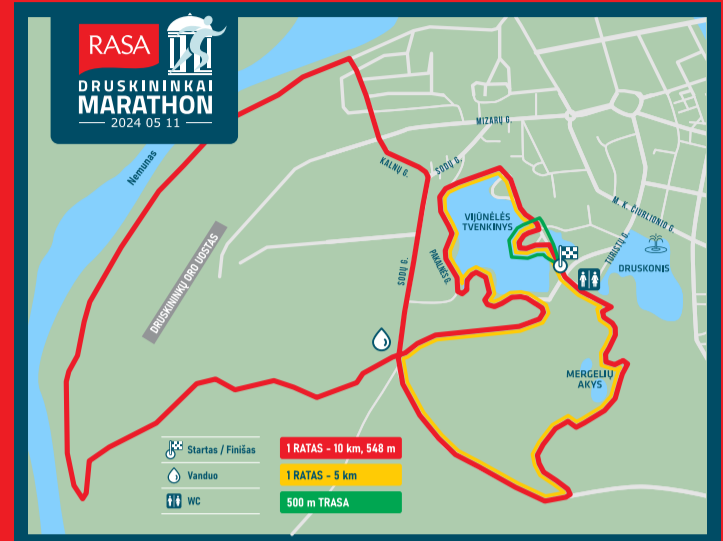 RASA
DRUSKININKAI
MARATHON
2024 05 11
Nemunas
MIZARŲ G.
KALNŲ G.
SODŲ G.
M. K. ČIURLIONIO G.
VIJŪNĖLĖS
TVENKINYS
TURISTŲ G.
DRUSKONIS
PAKALNĖS G.
SODŲ G.
DRUSKININKŲ ORO UOSTAS
MERGELIŲ
AKYS
Startas / Finišas
1 RATAS - 10 km, 548 m
Vanduo
1 RATAS - 5 km
WC
500 m TRASA